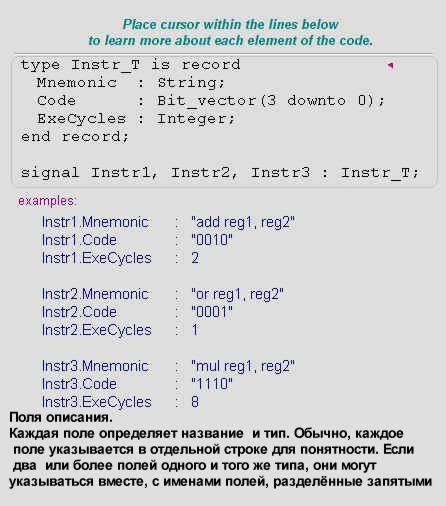 Place cursor within the lines below
to learn more about each element of the code.
type Instr_T is record
Mnemonic : String;
Code : Bit_vector(3 downto 0);
ExeCycles : Integer;
end record;
signal Instr1, Instr2, Instr3 : Instr_T;
examples:
Instr1.Mnemonic : "add reg1, reg2"
Instr1.Code : "0010"
Instr1.ExeCycles : 2
Instr2.Mnemonic : "or reg1, reg2"
Instr2.Code : "0001"
Instr2.ExeCycles : 1
Instr3.Mnemonic : "mul reg1, reg2"
Instr3.Code : "1110"
Instr3.ExeCycles : 8
Поля описания.
Каждая поле определяет название и тип. Обычно, каждое
поле указывается в отдельной строке для понятности. Если
два или более полей одного и того же типа, они могут
указываться вместе, с именами полей, разделённые запятыми